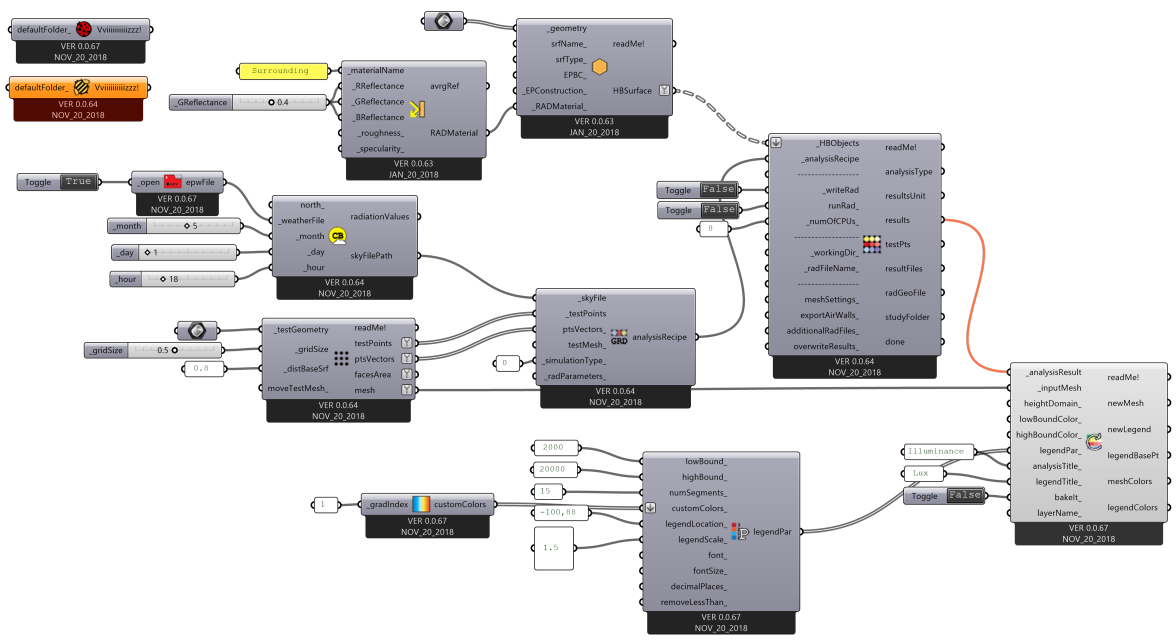 defaultFolder_
Vviiiiiiiiiizzz!
VER 0.0.67
NOV_20_2018
defaultFolder_
Vviiiiiiiiiizzz!
VER 0.0.64
NOV_20_2018
Surrounding
_GReflectance
0.4
_materialName
_RReflectance
_GReflectance
_BReflectance
_roughness_
_specularity_
avrgRef
RADMaterial
VER 0.0.63
JAN_20_2018
_geometry
srfName_
srfType_
EPBC_
_EPConstruction_
_RADMaterial_
readMe!
HBSurface
VER 0.0.63
JAN_20_2018
Toggle
True
_open
epwFile
VER 0.0.67
NOV_20_2018
_month
5
_day
1
_hour
18
north_
_weatherFile
_month
_day
_hour
CB
radiationValues
skyFilePath
VER 0.0.64
NOV_20_2018
_gridSize
0.5
0.8
_testGeometry
_gridSize
_distBaseSrf
moveTestMesh_
readMe!
testPoints
ptsVectors
facesArea
mesh
VER 0.0.64
NOV_20_2018
0
_skyFile
_testPoints
ptsVectors_
testMesh_
_simulationType_
_radParameters_
GRD
analysisRecipe
VER 0.0.64
NOV_20_2018
Toggle
False
Toggle
False
8
_HBObjects
_analysisRecipe
--------------------
_writeRad
runRad_
_numOfCPUs_
--------------------
_workingDir_
_radFileName_
--------------------
meshSettings_
exportAirWalls_
additionalRadFiles_
overwriteResults_
readMe!
analysisType
resultsUnit
results
testPts
resultFiles
radGeoFile
studyFolder
done
VER 0.0.64
NOV_20_2018
1
_gradIndex
customColors
VER 0.0.67
NOV_20_2018
2000
20000
15
-100,88
1.5
lowBound_
highBound_
numSegments_
customColors_
legendLocation_
legendScale_
font_
fontSize_
decimalPlaces_
removeLessThan_
P
legendPar
VER 0.0.67
NOV_20_2018
Illuminance
Lux
Toggle
False
_analysisResult
_inputMesh
heightDomain_
lowBoundColor_
highBoundColor_
legendPar_
analysisTitle_
legendTitle_
bakeIt_
layerName_
readMe!
newMesh
newLegend
legendBasePt
meshColors
legendColors
VER 0.0.67
NOV_20_2018